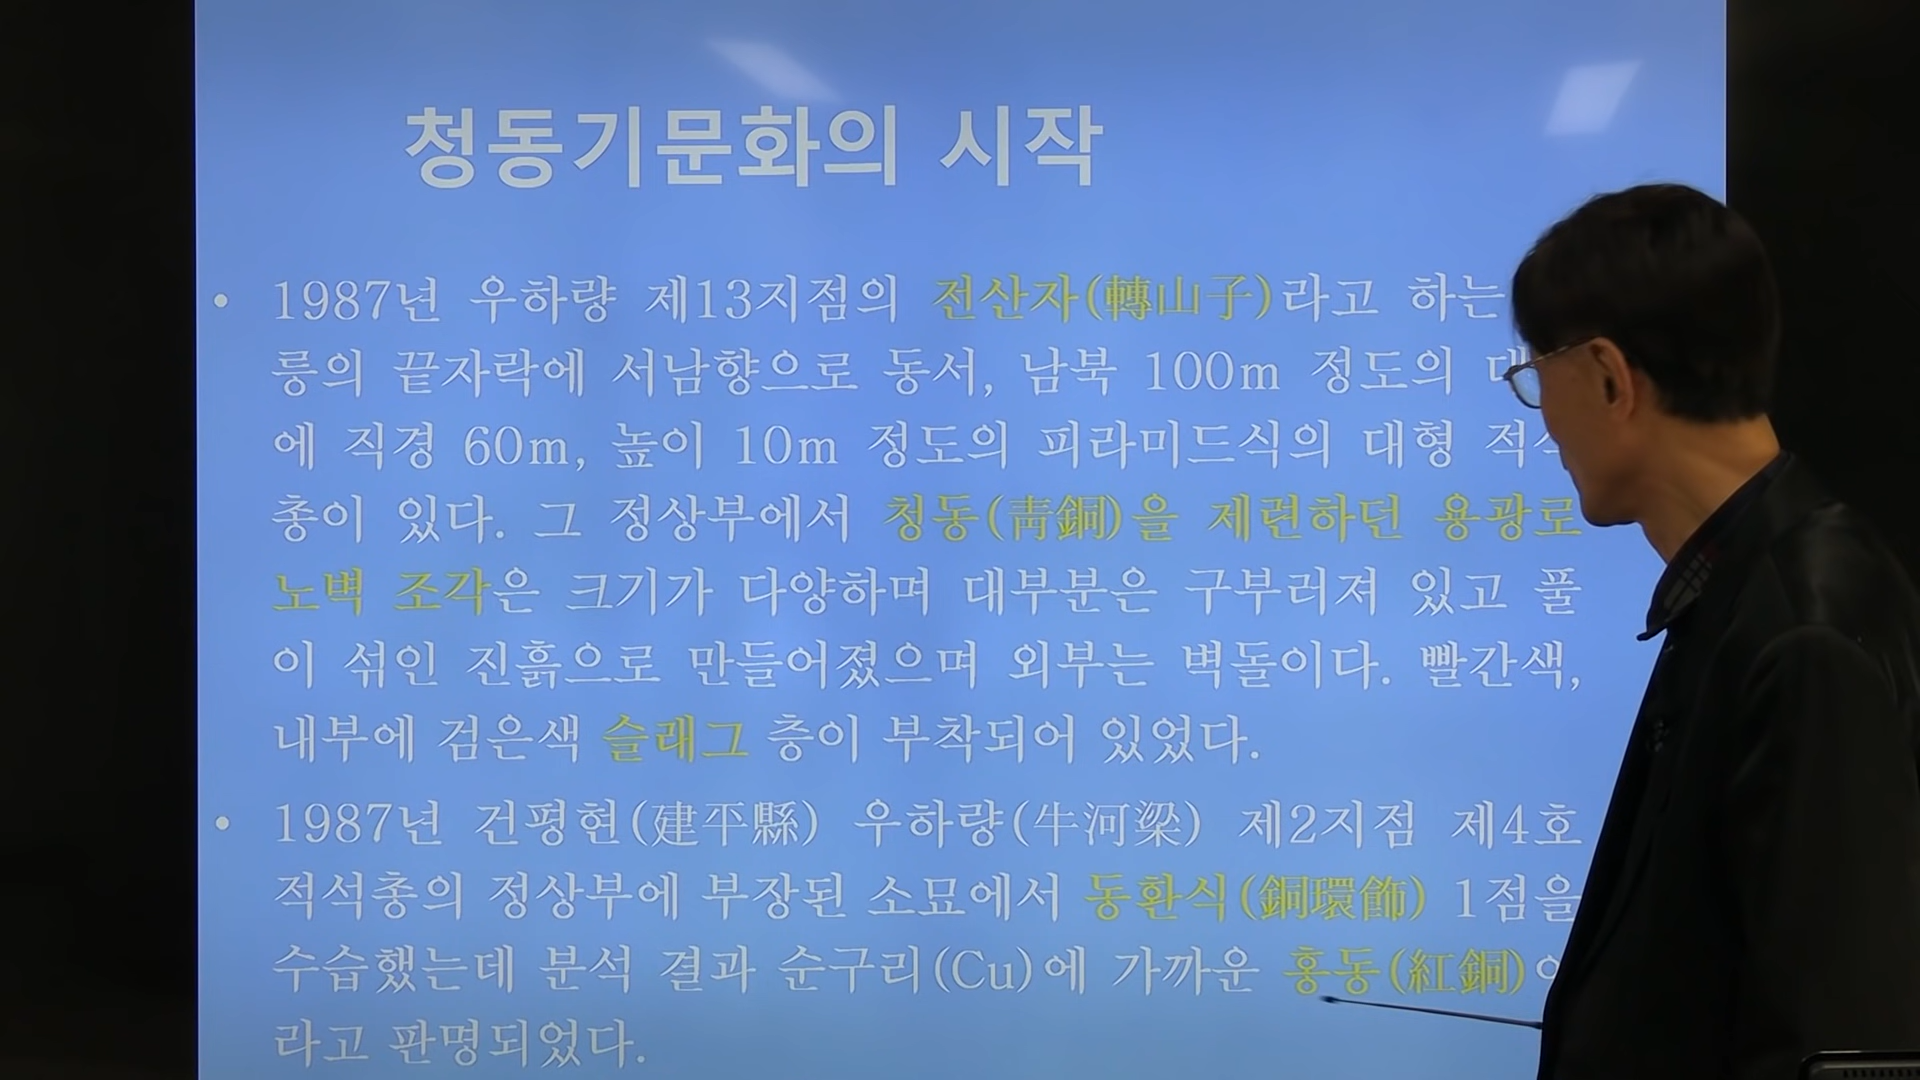 청동기문화의 시작
• 1987년 우하량 제13지점의 전산자(轉山子)라고 하는
릉의 끝자락에 서남향으로 동서, 남북 100m 정도의
에 직경 60m, 높이 10m 정도의 피라미드식의 대형
총이 있다. 그 정상부에서 청동(靑銅)을 제련하던 용광로
노벽 조각은 크기가 다양하며 대부분은 구부러져 있고 풀
이 섞인 진흙으로 만들어졌으며 외부는 벽돌이다. 빨간색,
내부에 검은색 슬래그 층이 부착되어 있었다.
• 1987년 건평현(建平縣) 우하량(牛河梁) 제2지점 제4호
적석총의 정상부에 부장된 소묘에서 동환식(銅環飾) 1점을
수습했는데 분석 결과 순구리(Cu)에 가까운 홍동(紅銅)
라고 판명되었다.